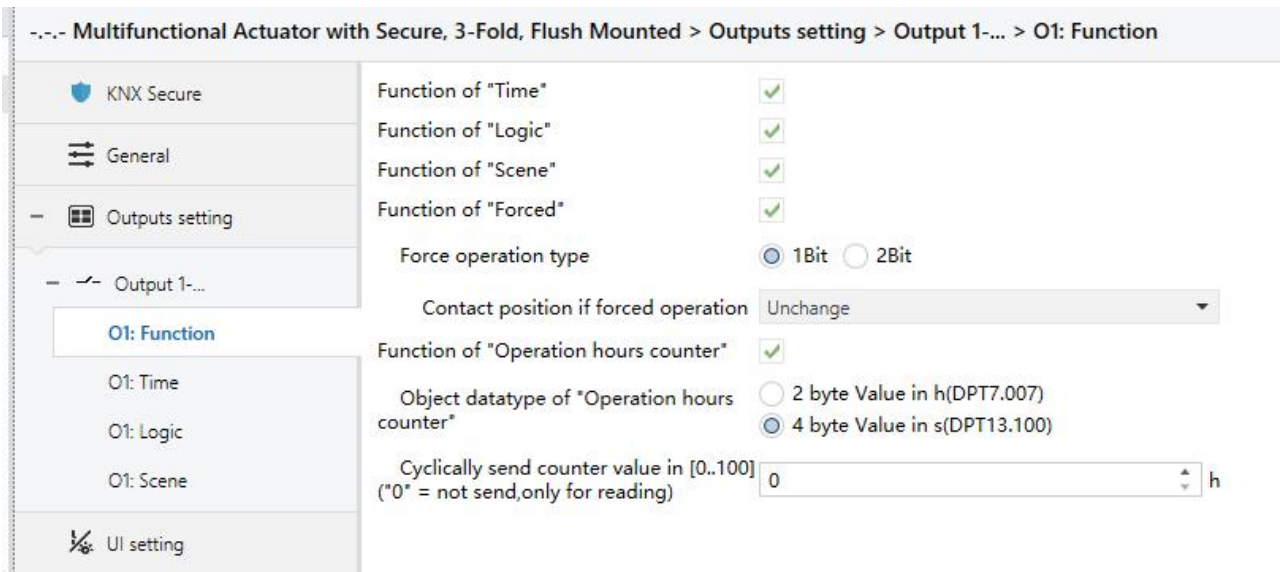 -.-.- Multifunctional Actuator with Secure, 3-Fold, Flush Mounted > Outputs setting > Output 1-... > O1: Function
KNX Secure
General
Outputs setting
Output 1-...
O1: Function
O1: Time
O1: Logic
O1: Scene
UI setting
Function of "Time"
Function of "Logic"
Function of "Scene"
Function of "Forced"
Force operation type
1Bit 2Bit
Contact position if forced operation Unchange
Function of "Operation hours counter"
Object datatype of "Operation hours
counter"
2 byte Value in h(DPT7.007)
4 byte Value in s(DPT13.100)
Cyclically send counter value in [0..100]
("0" = not send,only for reading)
0 h